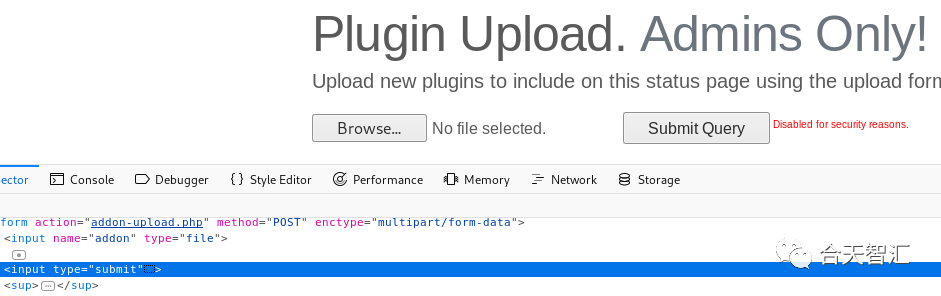 Plugin Upload. Admins Only!
Upload new plugins to include on this status page using the upload form
Browse... No file selected. Submit Query Disabled for security reasons.
ector Console Debugger {} Style Editor Performance Memory Network Storage
form action="addon-upload.php" method="POST" enctype="multipart/form-data">
<input name="addon" type="file">
<input type="submit">
<sup>⋯</sup>
合天智汇